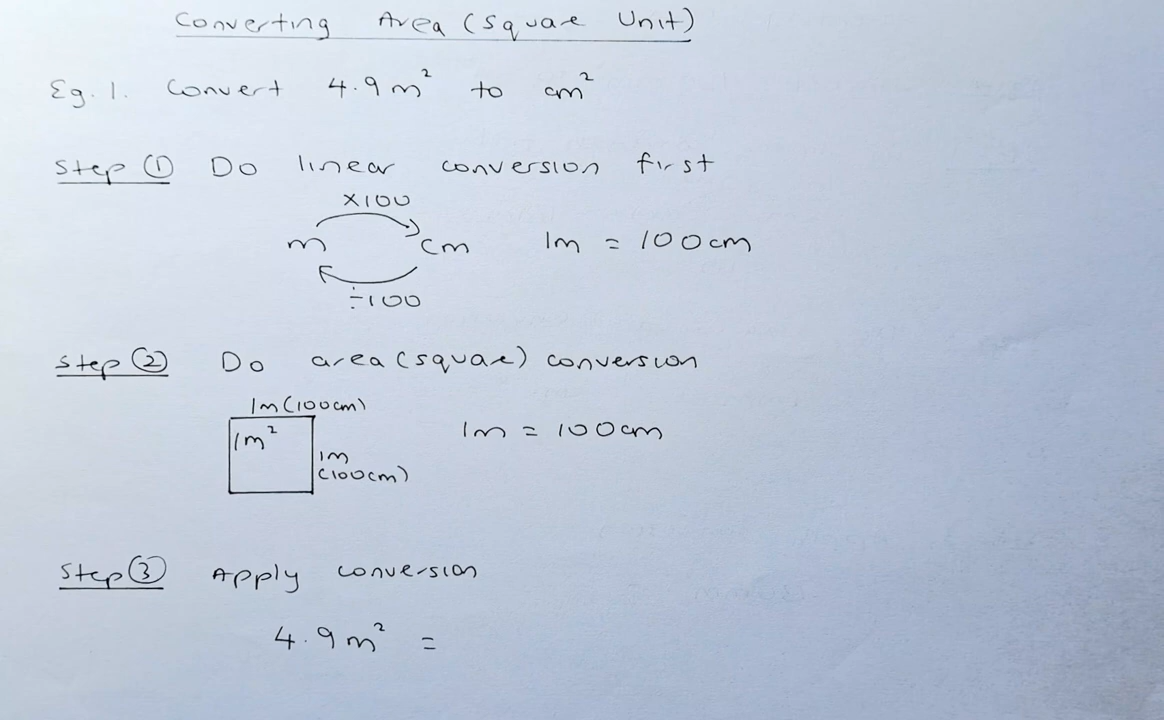 Converting Area (Square Unit)
Eg. 1. Convert 4.9m² to cm²
Step ① Do linear conversion first
×100
m cm 1m = 100cm
÷100
Step ② Do area (square) conversion
1m (100cm)
1m² 1m = 100cm
1m
(100cm)
Step ③ Apply conversion
4.9m² =